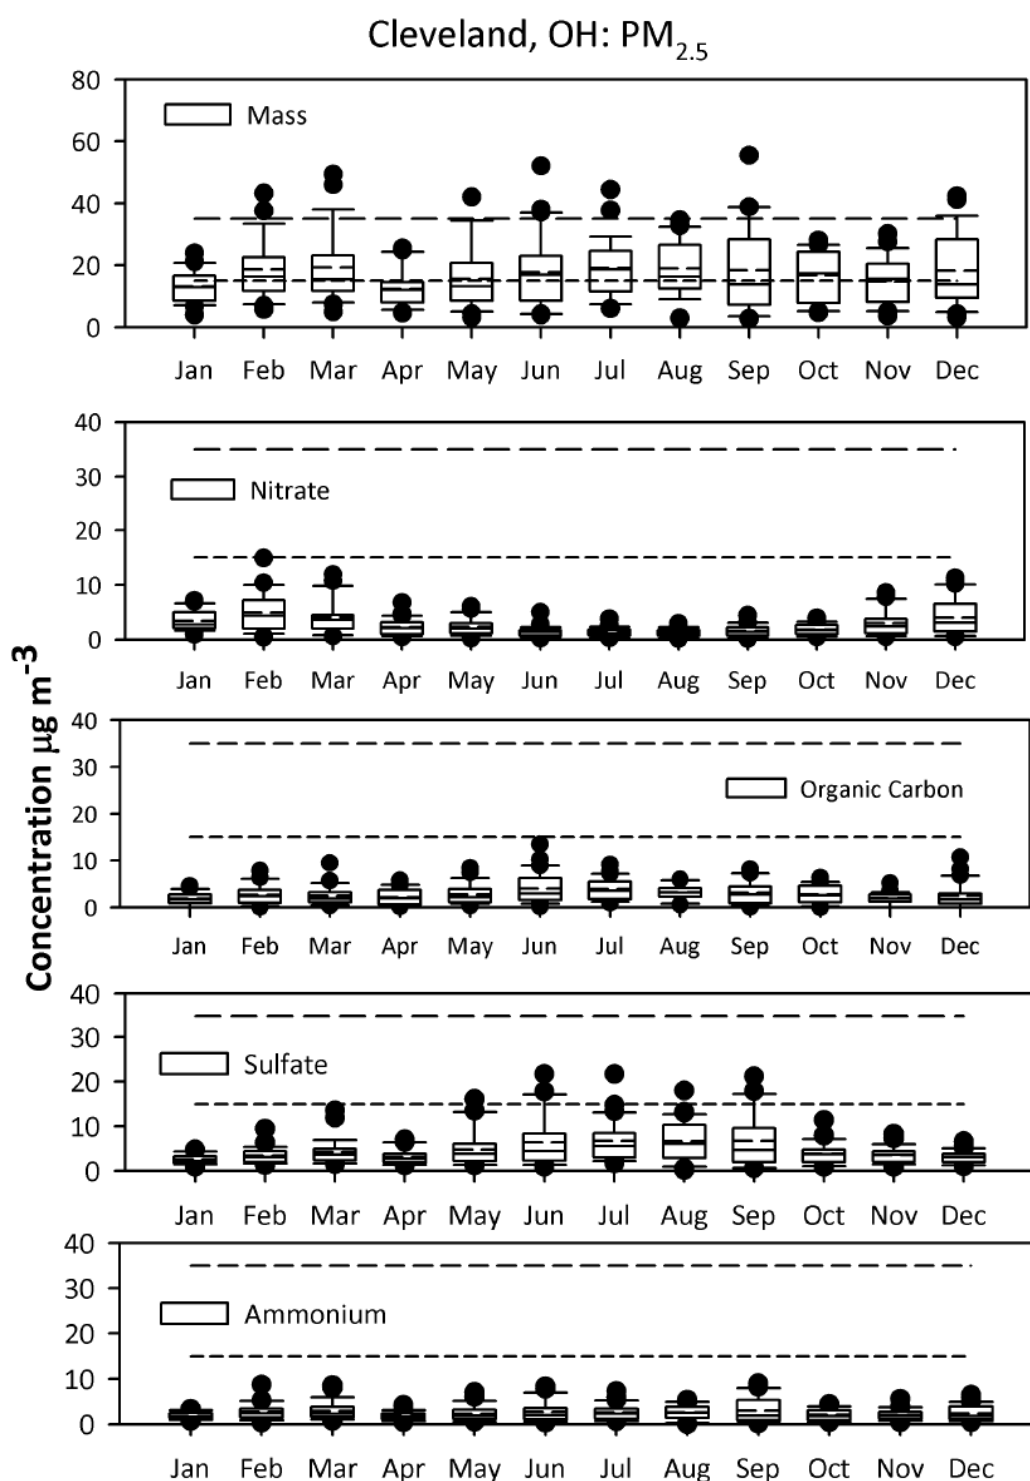 Cleveland, OH: PM2.5
Concentration µg m-3
80
Mass
60
40
20
0
Jan Feb Mar Apr May Jun Jul Aug Sep Oct Nov Dec
40
30
Nitrate
20
10
0
Jan Feb Mar Apr May Jun Jul Aug Sep Oct Nov Dec
40
30
Organic Carbon
20
10
0
Jan Feb Mar Apr May Jun Jul Aug Sep Oct Nov Dec
40
30
Sulfate
20
10
0
Jan Feb Mar Apr May Jun Jul Aug Sep Oct Nov Dec
40
30
Ammonium
20
10
0
Jan Feb Mar Apr May Jun Jul Aug Sep Oct Nov Dec